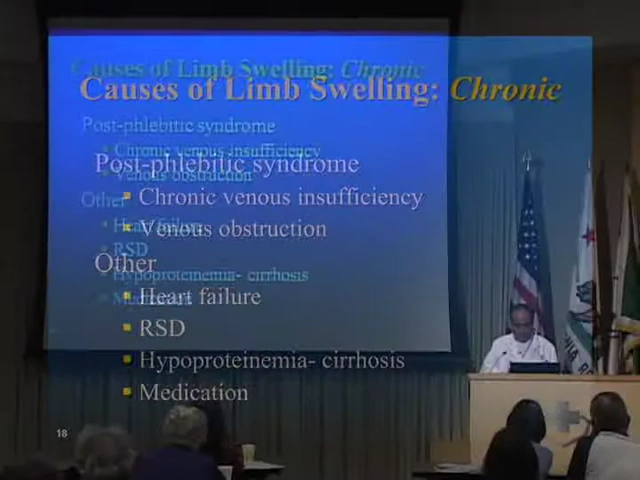 Causes of Limb Swelling: Chronic
Post-phlebitic syndrome
Chronic venous insufficiency
Venous obstruction
Other
Heart failure
RSD
Hypoproteinemia- cirrhosis
Medication
18